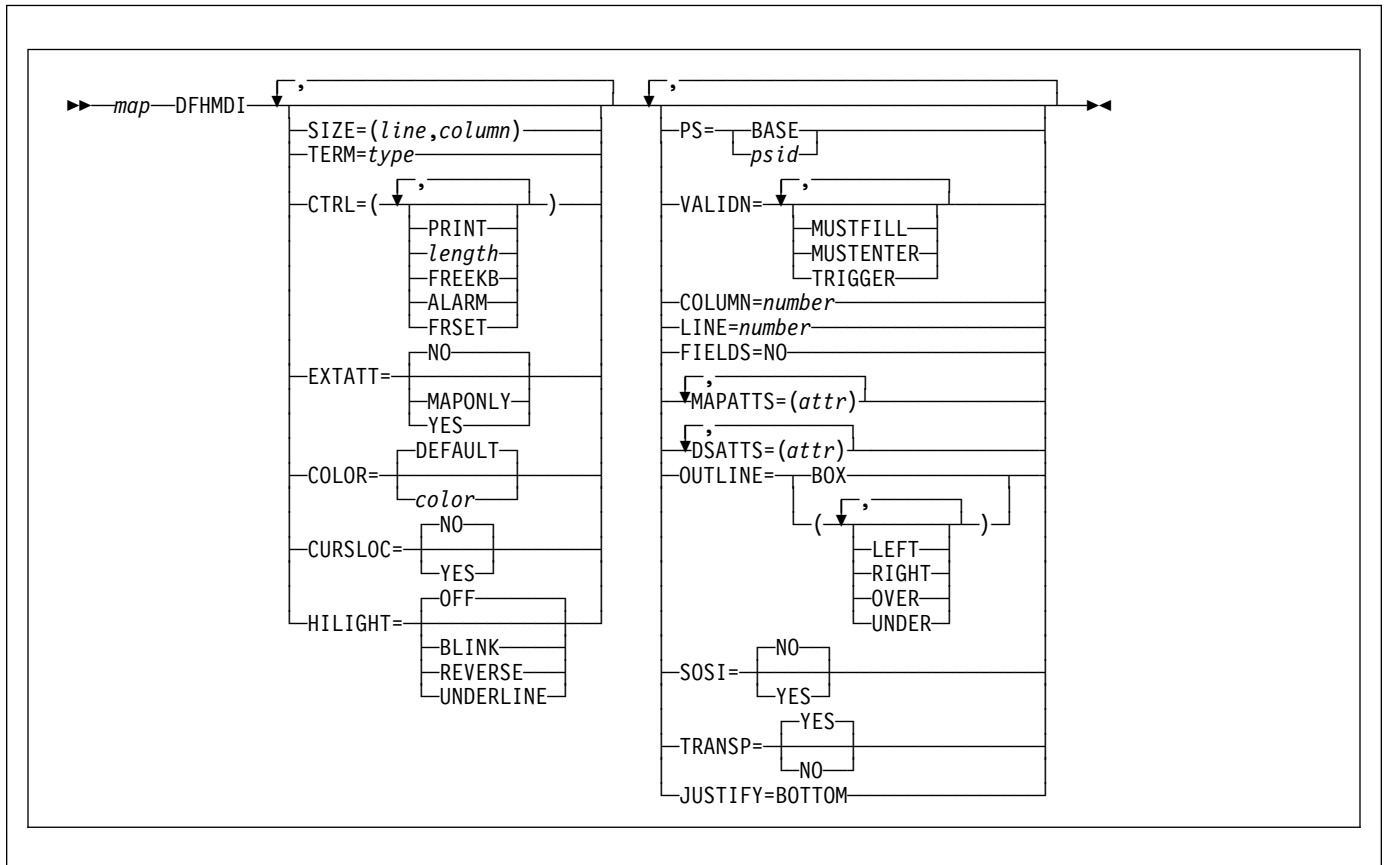 ,
map DFHMDI
SIZE=(line,column)
TERM=type
,
CTRL=( )
PRINT
length
FREEKB
ALARM
FRSET
NO
EXTATT=
MAPONLY
YES
DEFAULT
COLOR=
color
NO
CURSLOC=
YES
OFF
HILIGHT=
BLINK
REVERSE
UNDERLINE
,
PS= BASE
psid
,
VALIDN=
MUSTFILL
MUSTENTER
TRIGGER
COLUMN=number
LINE=number
FIELDS=NO
,
MAPATTS=(attr)
,
DSATTS=(attr)
OUTLINE= BOX
,
( )
LEFT
RIGHT
OVER
UNDER
NO
SOSI=
YES
YES
TRANSP=
NO
JUSTIFY=BOTTOM